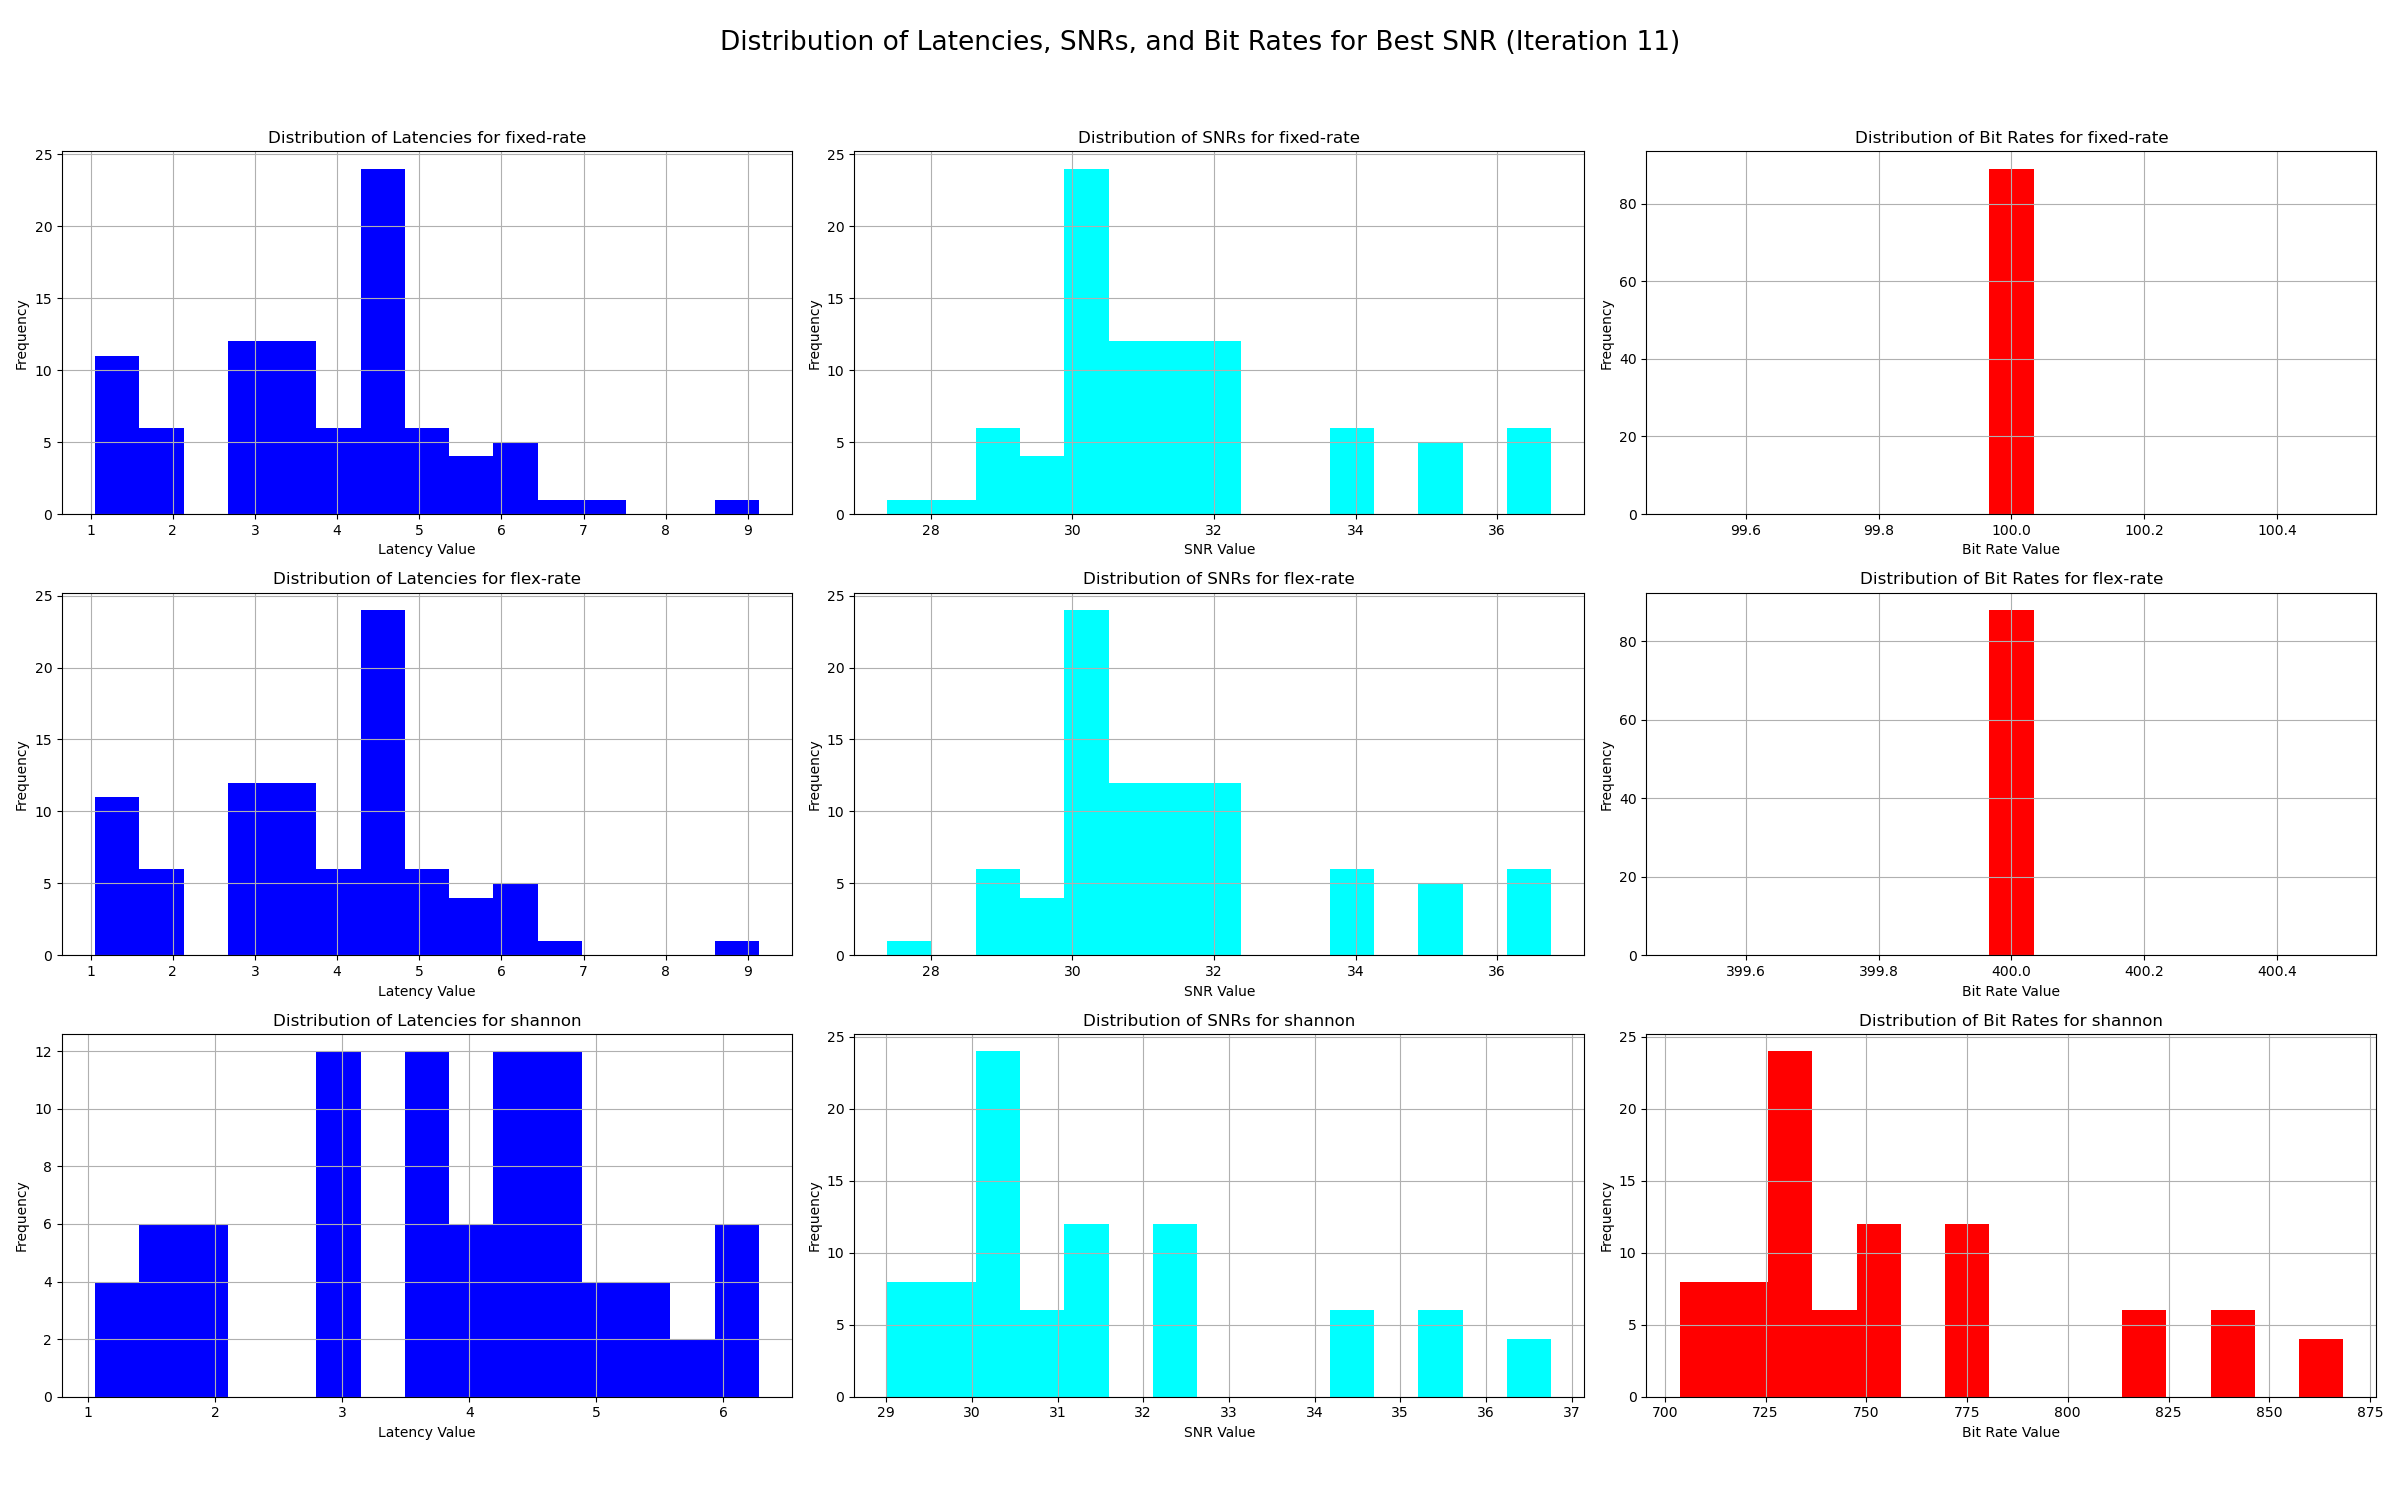 Distribution of Latencies, SNRs, and Bit Rates for Best SNR (Iteration 11)
Distribution of Latencies for fixed-rate
Frequency
25
20
15
10
5
0
1 2 3 4 5 6 7 8 9
Latency Value
Distribution of SNRs for fixed-rate
Frequency
25
20
15
10
5
0
28 30 32 34 36
SNR Value
Distribution of Bit Rates for fixed-rate
Frequency
80
60
40
20
0
99.6 99.8 100.0 100.2 100.4
Bit Rate Value
Distribution of Latencies for flex-rate
Frequency
25
20
15
10
5
0
1 2 3 4 5 6 7 8 9
Latency Value
Distribution of SNRs for flex-rate
Frequency
25
20
15
10
5
0
28 30 32 34 36
SNR Value
Distribution of Bit Rates for flex-rate
Frequency
80
60
40
20
0
399.6 399.8 400.0 400.2 400.4
Bit Rate Value
Distribution of Latencies for shannon
Frequency
12
10
8
6
4
2
0
1 2 3 4 5 6
Latency Value
Distribution of SNRs for shannon
Frequency
25
20
15
10
5
0
29 30 31 32 33 34 35 36 37
SNR Value
Distribution of Bit Rates for shannon
Frequency
25
20
15
10
5
0
700 725 750 775 800 825 850 875
Bit Rate Value